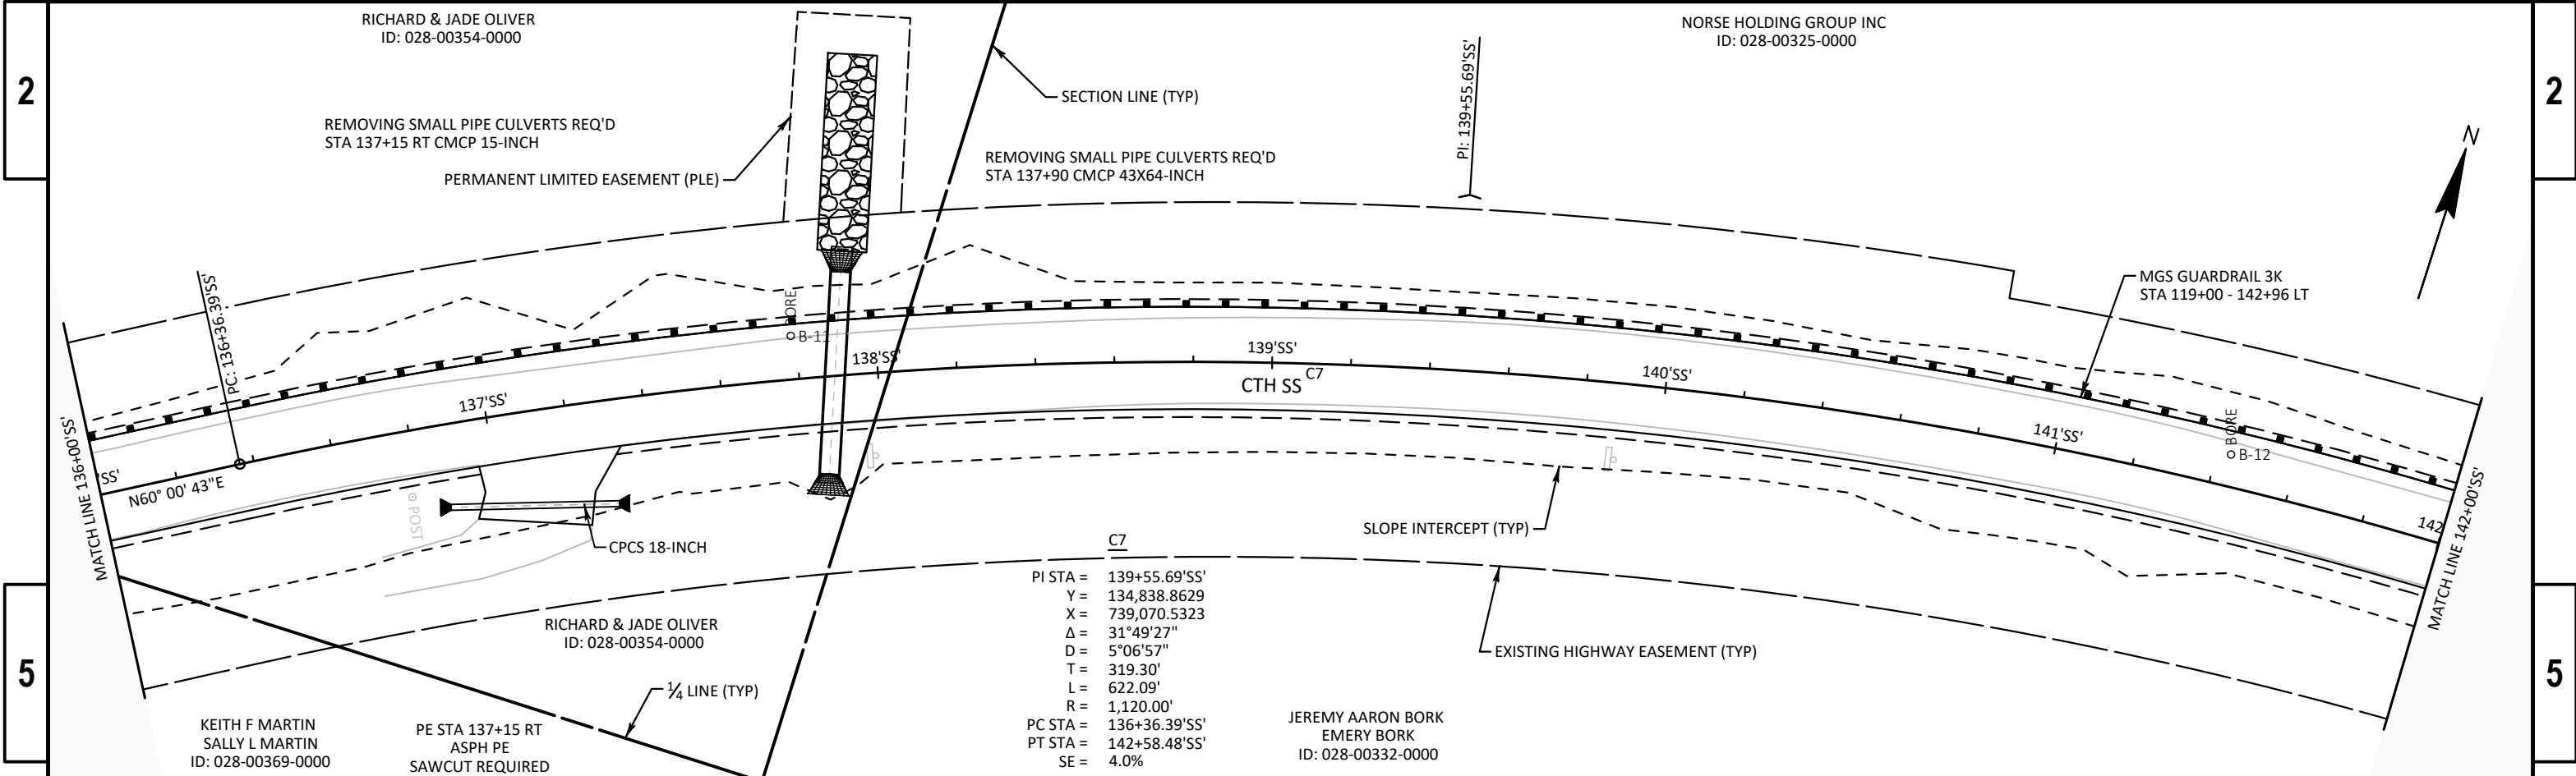 RICHARD & JADE OLIVER
ID: 028-00354-0000
NORSE HOLDING GROUP INC
ID: 028-00325-0000
2
2
SECTION LINE (TYP)
PI: 139+55.69'SS'
N
REMOVING SMALL PIPE CULVERTS REQ'D
STA 137+15 RT CMCP 15-INCH
REMOVING SMALL PIPE CULVERTS REQ'D
STA 137+90 CMCP 43X64-INCH
PERMANENT LIMITED EASEMENT (PLE)
MGS GUARDRAIL 3K
STA 119+00 - 142+96 LT
PC: 136+36.39'SS'
BORE
B-11
137'SS'
138'SS'
139'SS'
C7
CTH SS
140'SS'
141'SS'
BORE
B-12
142
MATCH LINE 136+00'SS'
'SS'
N60° 00' 43"E
POST
CPCS 18-INCH
SLOPE INTERCEPT (TYP)
MATCH LINE 142+00'SS'
C7
PI STA = 139+55.69'SS'
Y = 134,838.8629
X = 739,070.5323
Δ = 31°49'27"
D = 5°06'57"
T = 319.30'
L = 622.09'
R = 1,120.00'
PC STA = 136+36.39'SS'
PT STA = 142+58.48'SS'
SE = 4.0%
RICHARD & JADE OLIVER
ID: 028-00354-0000
EXISTING HIGHWAY EASEMENT (TYP)
5
5
1/4 LINE (TYP)
KEITH F MARTIN
SALLY L MARTIN
ID: 028-00369-0000
PE STA 137+15 RT
ASPH PE
SAWCUT REQUIRED
JEREMY AARON BORK
EMERY BORK
ID: 028-00332-0000